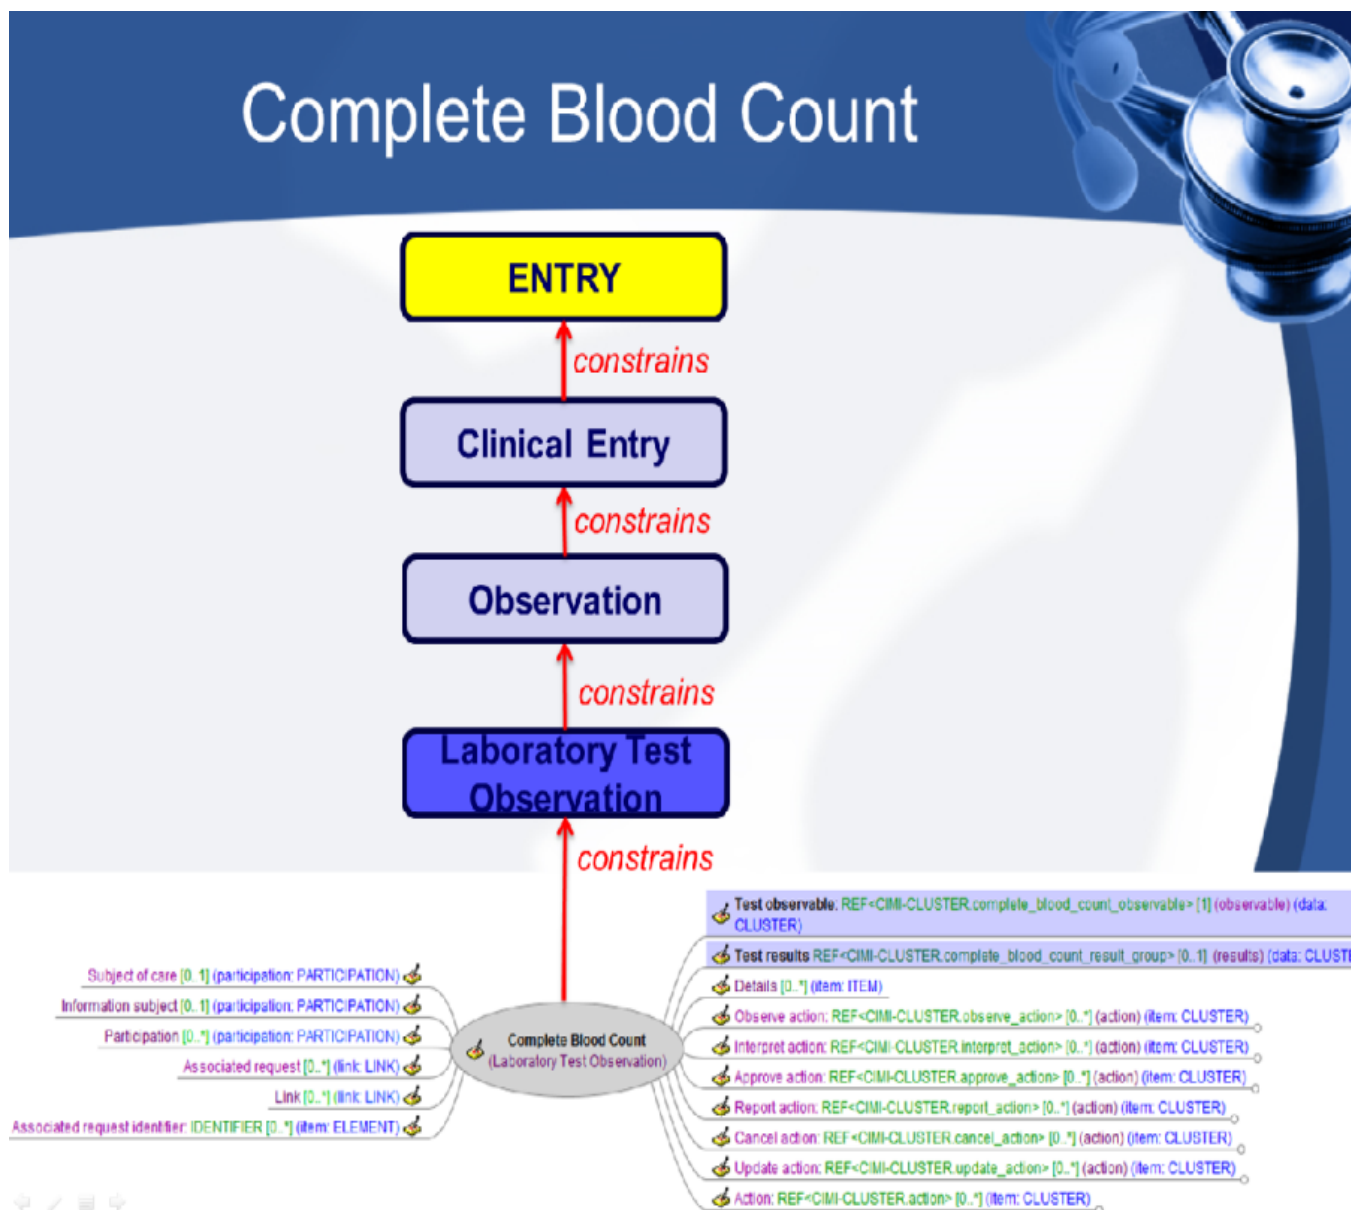 Complete Blood Count
ENTRY
constrains
Clinical Entry
constrains
Observation
constrains
Laboratory Test
Observation
constrains
Subject of care [0..1] (participation: PARTICIPATION)
Information subject [0..1] (participation: PARTICIPATION)
Participation [0..*] (participation: PARTICIPATION)
Associated request [0..*] (link: LINK)
Link [0..*] (link: LINK)
Associated request identifier: IDENTIFIER [0..*] (item: ELEMENT)
Complete Blood Count
(Laboratory Test Observation)
Test observable: REF<CIMI-CLUSTER.complete_blood_count_observable> [1] (observable) (data:
CLUSTER)
Test results REF<CIMI-CLUSTER.complete_blood_count_result_group> [0..1] (results) (data: CLUSTE
Details [0..*] (item: ITEM)
Observe action: REF<CIMI-CLUSTER.observe_action> [0..*] (action) (item: CLUSTER)
Interpret action: REF<CIMI-CLUSTER.interpret_action> [0..*] (action) (item: CLUSTER)
Approve action: REF<CIMI-CLUSTER.approve_action> [0..*] (action) (item: CLUSTER)
Report action: REF<CIMI-CLUSTER.report_action> [0..*] (action) (item: CLUSTER)
Cancel action: REF<CIMI-CLUSTER.cancel_action> [0..*] (action) (item: CLUSTER)
Update action: REF<CIMI-CLUSTER.update_action> [0..*] (action) (item: CLUSTER)
Action: REF<CIMI-CLUSTER.action> [0..*] (item: CLUSTER)